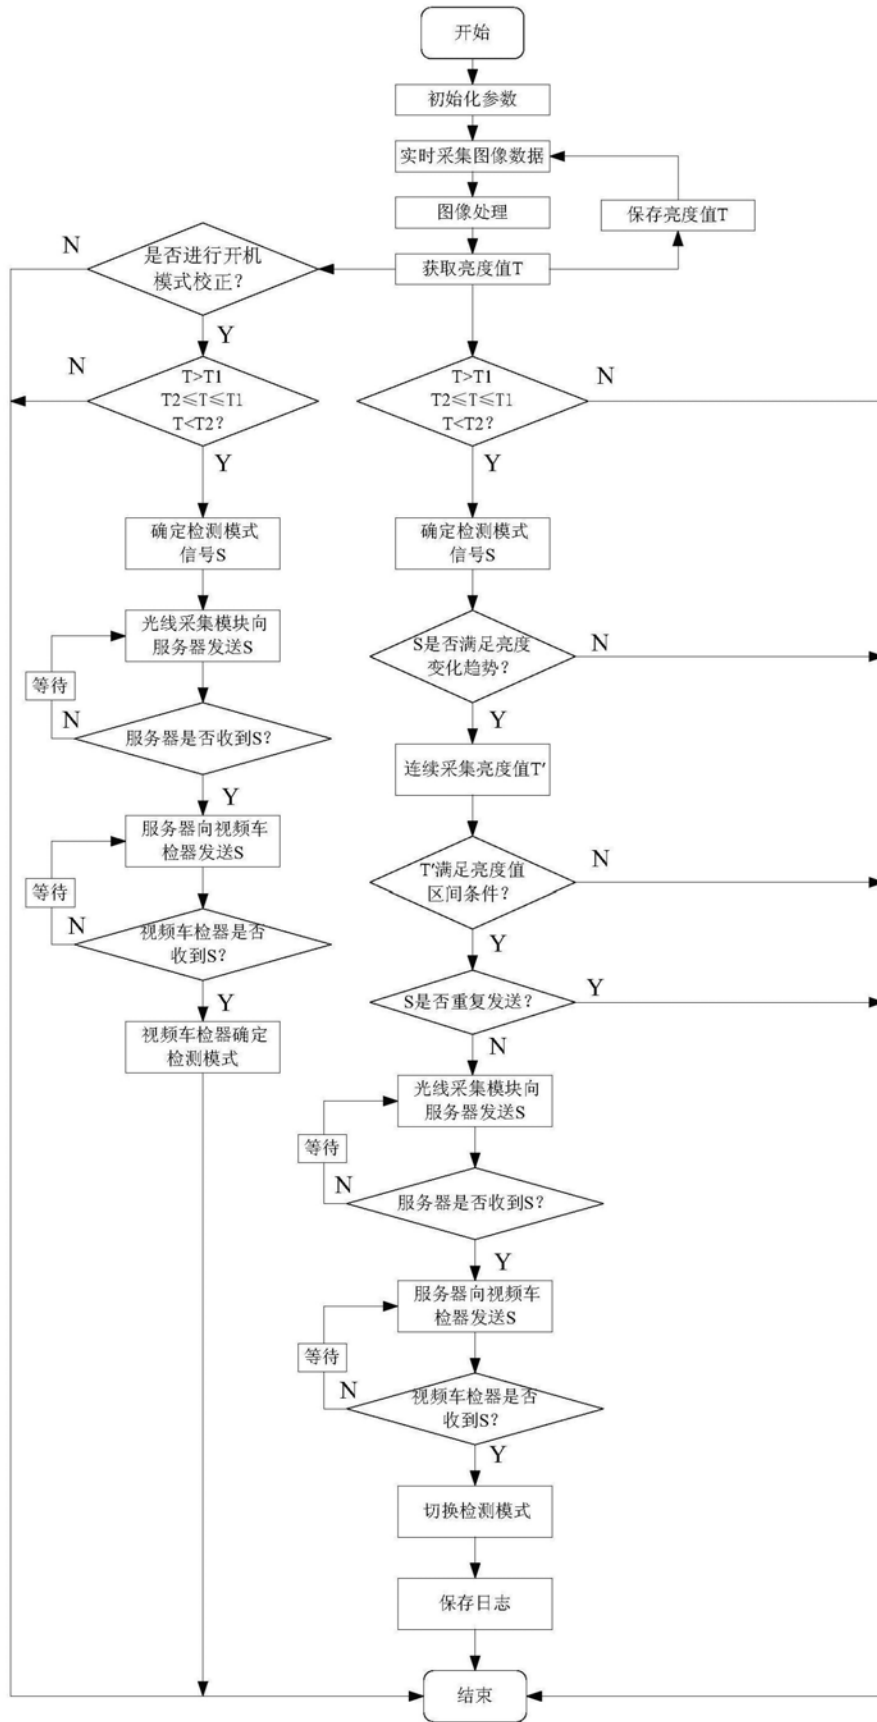 开始
初始化参数
实时采集图像数据
图像处理
保存亮度值T
获取亮度值T
N
是否进行开机
模式校正？
Y
N
T>T1
T2≤T≤T1
T<T2?
Y
确定检测模式
信号S
光线采集模块向
服务器发送S
等待
N
服务器是否收到S？
Y
服务器向视频车
检器发送S
等待
N
视频车检器是否
收到S？
Y
视频车检器确定
检测模式
T>T1
T2≤T≤T1
T<T2?
N
Y
确定检测模式
信号S
S是否满足亮度
变化趋势？
N
Y
连续采集亮度值T′
T′满足亮度值
区间条件？
N
Y
S是否重复发送？
Y
N
光线采集模块向
服务器发送S
等待
N
服务器是否收到S？
Y
服务器向视频车
检器发送S
等待
N
视频车检器是否
收到S？
Y
切换检测模式
保存日志
结束